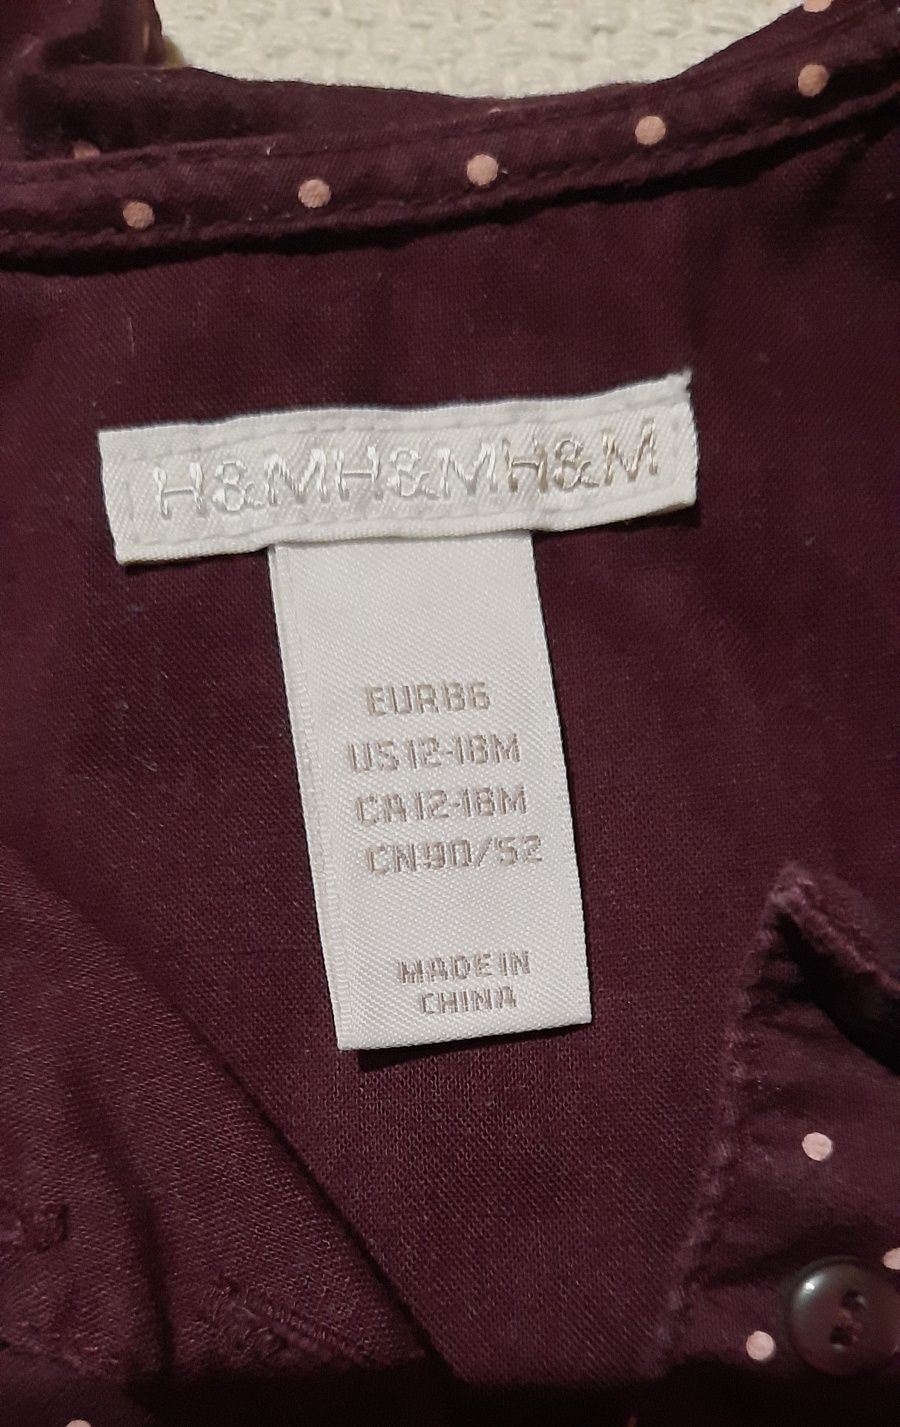 H&MH&MH&M
EUR86
US12-18M
CA12-18M
CN90/52
MADE IN
CHINA